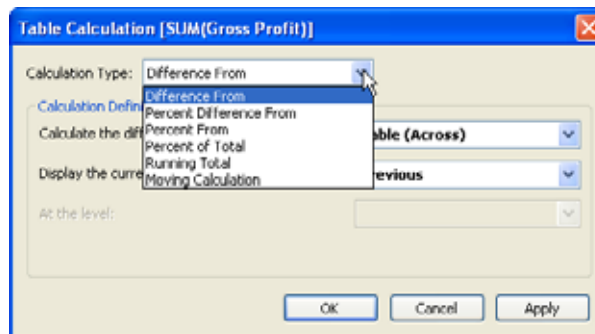 Table Calculation [SUM(Gross Profit)]
Calculation Type: Difference From
Difference From
Calculation Defin
Percent Difference From
Calculate the diff
Percent From
able (Across)
Percent of Total
Running Total
Display the curre
Moving Calculation
revious
At the level:
OK Cancel Apply